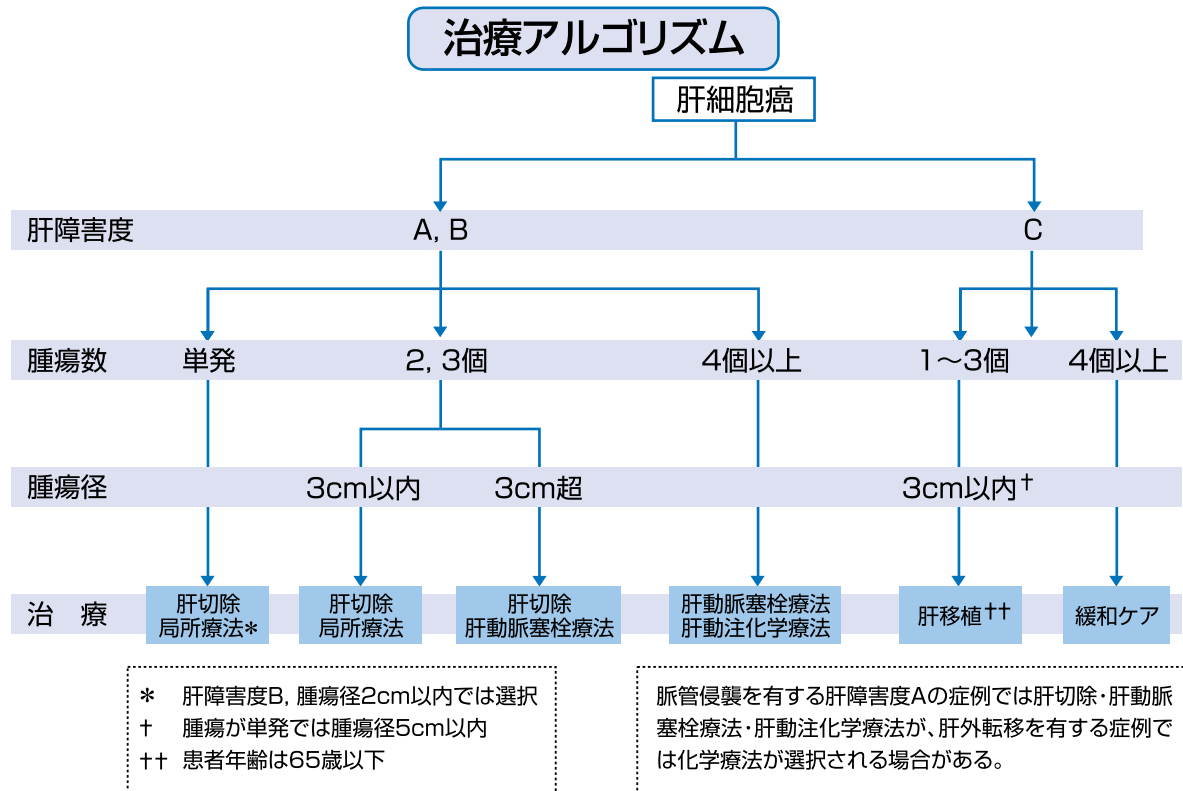 治療アルゴリズム
肝細胞癌
肝障害度 A, B C
腫瘍数 単発 2, 3個 4個以上 1～3個 4個以上
腫瘍径 3cm以内 3cm超 3cm以内†
治　療
肝切除
局所療法＊
肝切除
局所療法
肝切除
肝動脈塞栓療法
肝動脈塞栓療法
肝動注化学療法
肝移植††
緩和ケア
＊ 肝障害度B, 腫瘍径2cm以内では選択
† 腫瘍が単発では腫瘍径5cm以内
†† 患者年齢は65歳以下
脈管侵襲を有する肝障害度Aの症例では肝切除・肝動脈
塞栓療法・肝動注化学療法が、肝外転移を有する症例で
は化学療法が選択される場合がある。